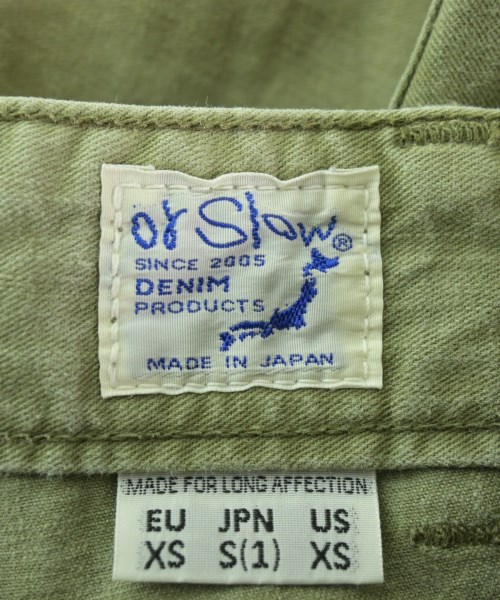 or Slow®
SINCE 2005
DENIM
PRODUCTS
MADE IN JAPAN
MADE FOR LONG AFFECTION
EU JPN US
XS S(1) XS